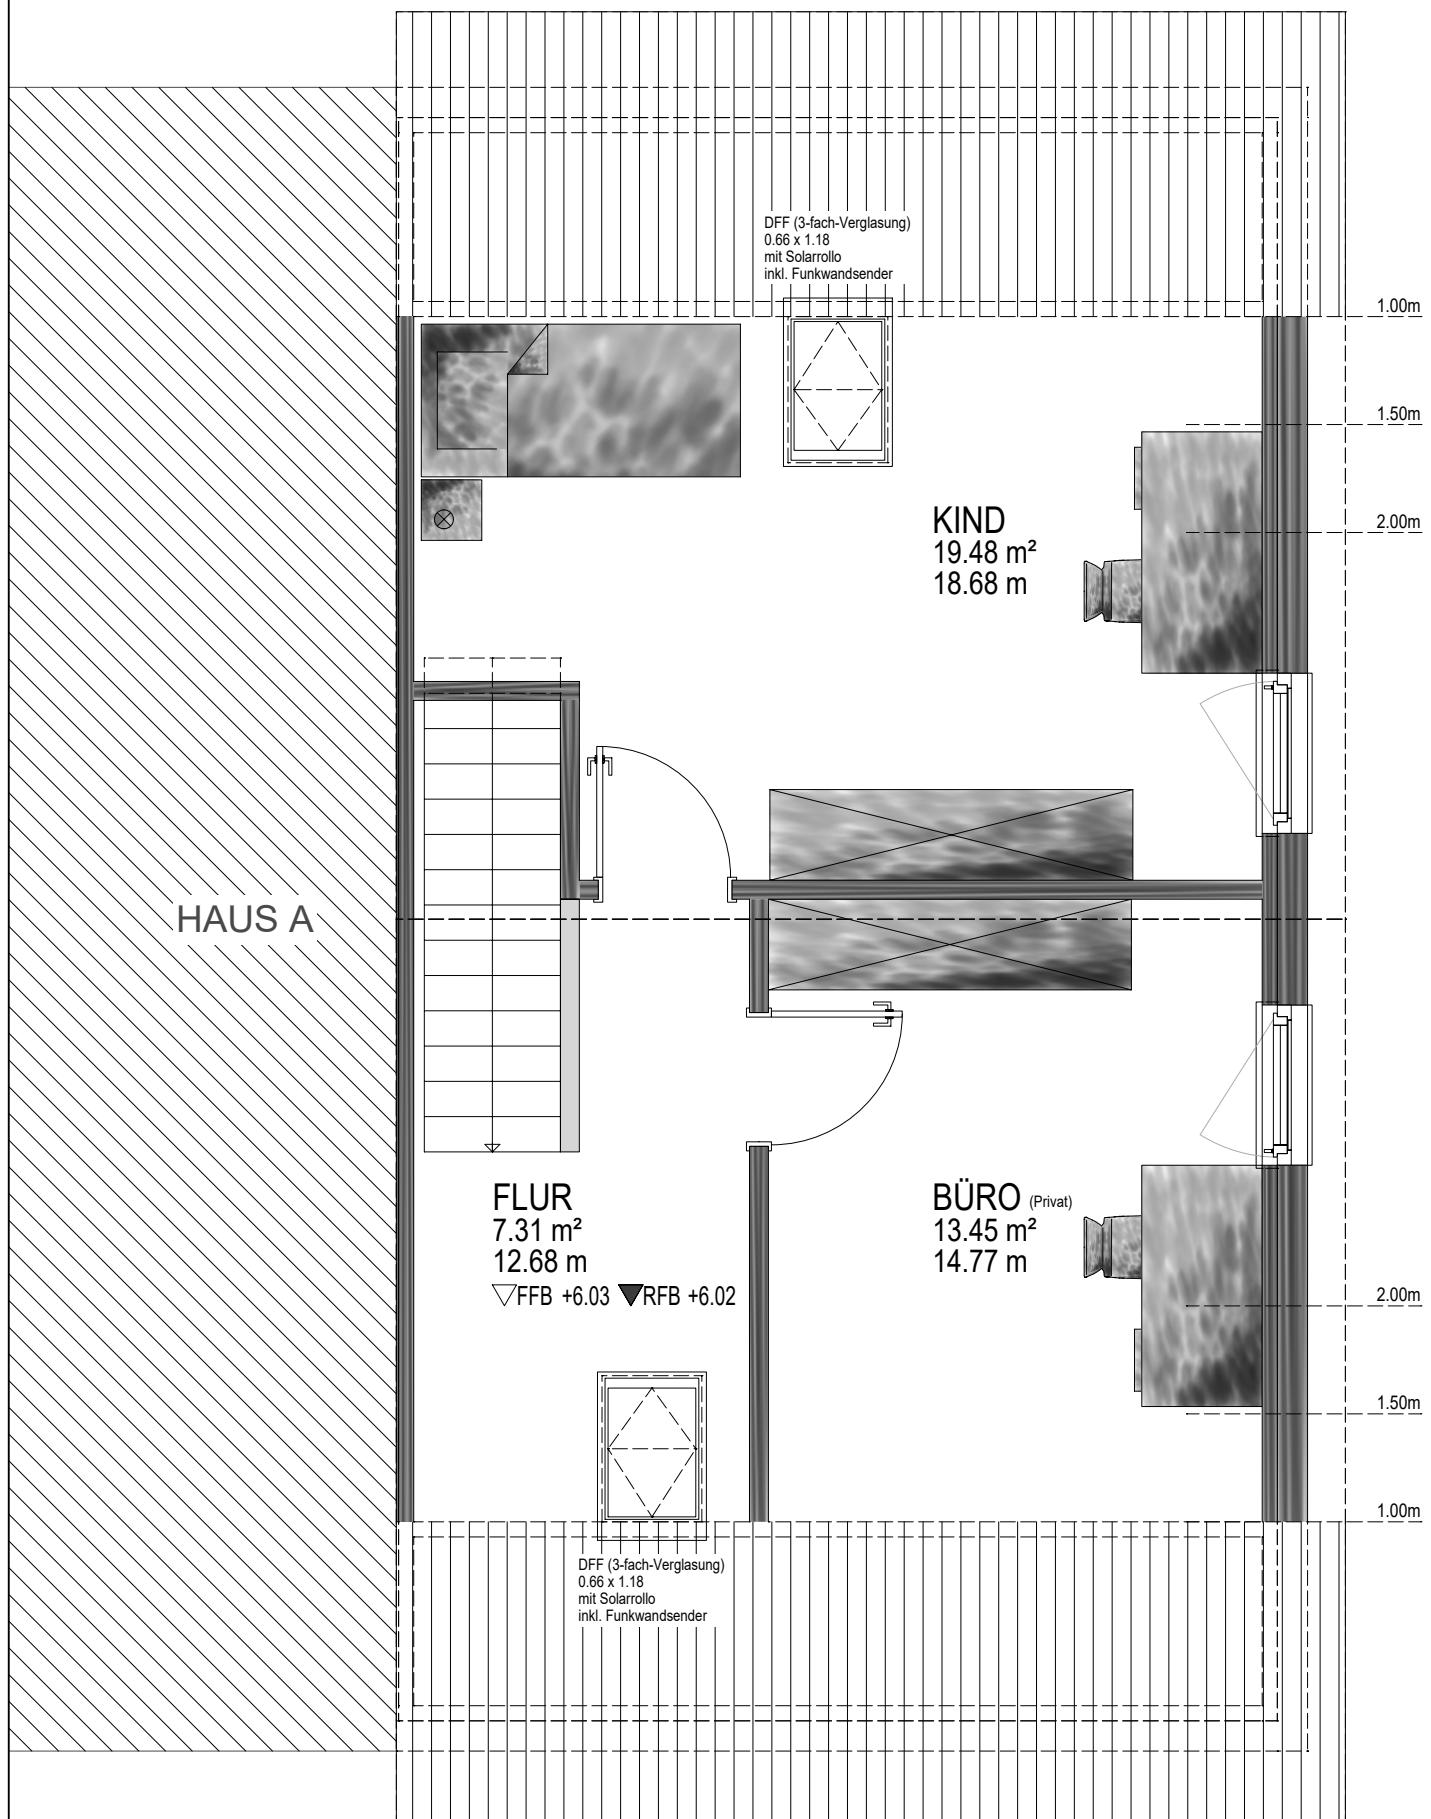 DFF (3-fach-Verglasung)
0.66 x 1.18
mit Solarrollo
inkl. Funkwandsender
1.00m
1.50m
2.00m
KIND
19.48 m²
18.68 m
HAUS A
FLUR
7.31 m²
12.68 m
FFB +6.03 RFB +6.02
BÜRO (Privat)
13.45 m²
14.77 m
2.00m
1.50m
1.00m
DFF (3-fach-Verglasung)
0.66 x 1.18
mit Solarrollo
inkl. Funkwandsender